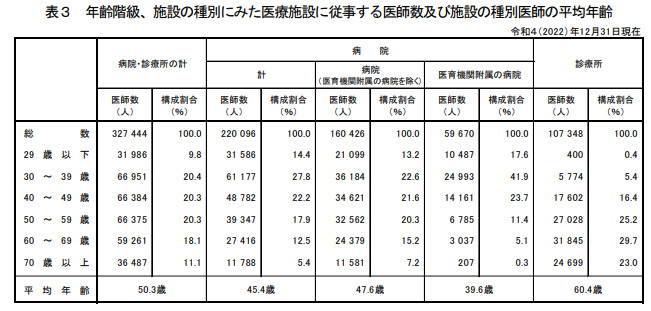 表３　年齢階級、施設の種別にみた医療施設に従事する医師数及び施設の種別医師の平均年齢
令和４(2022)年12月31日現在
病院・診療所の計 病　院 診療所
計 病院（医育機関附属の病院を除く） 医育機関附属の病院
医師数（人） 構成割合（％） 医師数（人） 構成割合（％） 医師数（人） 構成割合（％） 医師数（人） 構成割合（％） 医師数（人） 構成割合（％）
総数 327 444 100.0 220 096 100.0 160 426 100.0 59 670 100.0 107 348 100.0
29歳以下 31 986 9.8 31 586 14.4 21 099 13.2 10 487 17.6 400 0.4
30～39歳 66 951 20.4 61 177 27.8 36 184 22.6 24 993 41.9 5 774 5.4
40～49歳 66 384 20.3 48 782 22.2 34 621 21.6 14 161 23.7 17 602 16.4
50～59歳 66 375 20.3 39 347 17.9 32 562 20.3 6 785 11.4 27 028 25.2
60～69歳 59 261 18.1 27 416 12.5 24 379 15.2 3 037 5.1 31 845 29.7
70歳以上 36 487 11.1 11 788 5.4 11 581 7.2 207 0.3 24 699 23.0
平均年齢 50.3歳 45.4歳 47.6歳 39.6歳 60.4歳